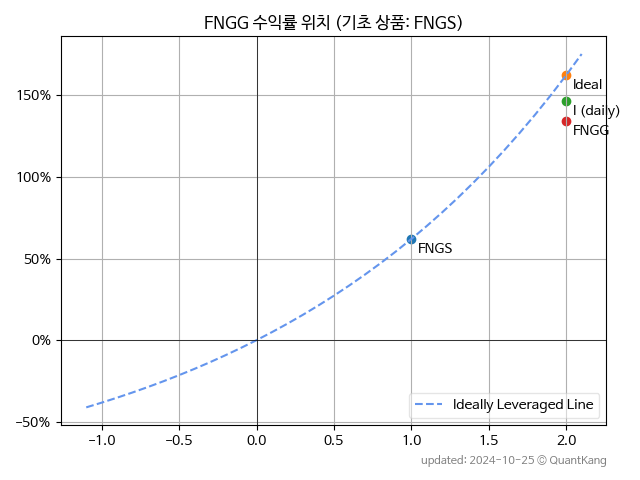 FNGG 수익률 위치 (기초 상품: FNGS)
150%
100%
50%
0%
−50%
Ideal
I (daily)
FNGG
FNGS
Ideally Leveraged Line
−1.0 −0.5 0.0 0.5 1.0 1.5 2.0
updated: 2024-10-25 © QuantKang